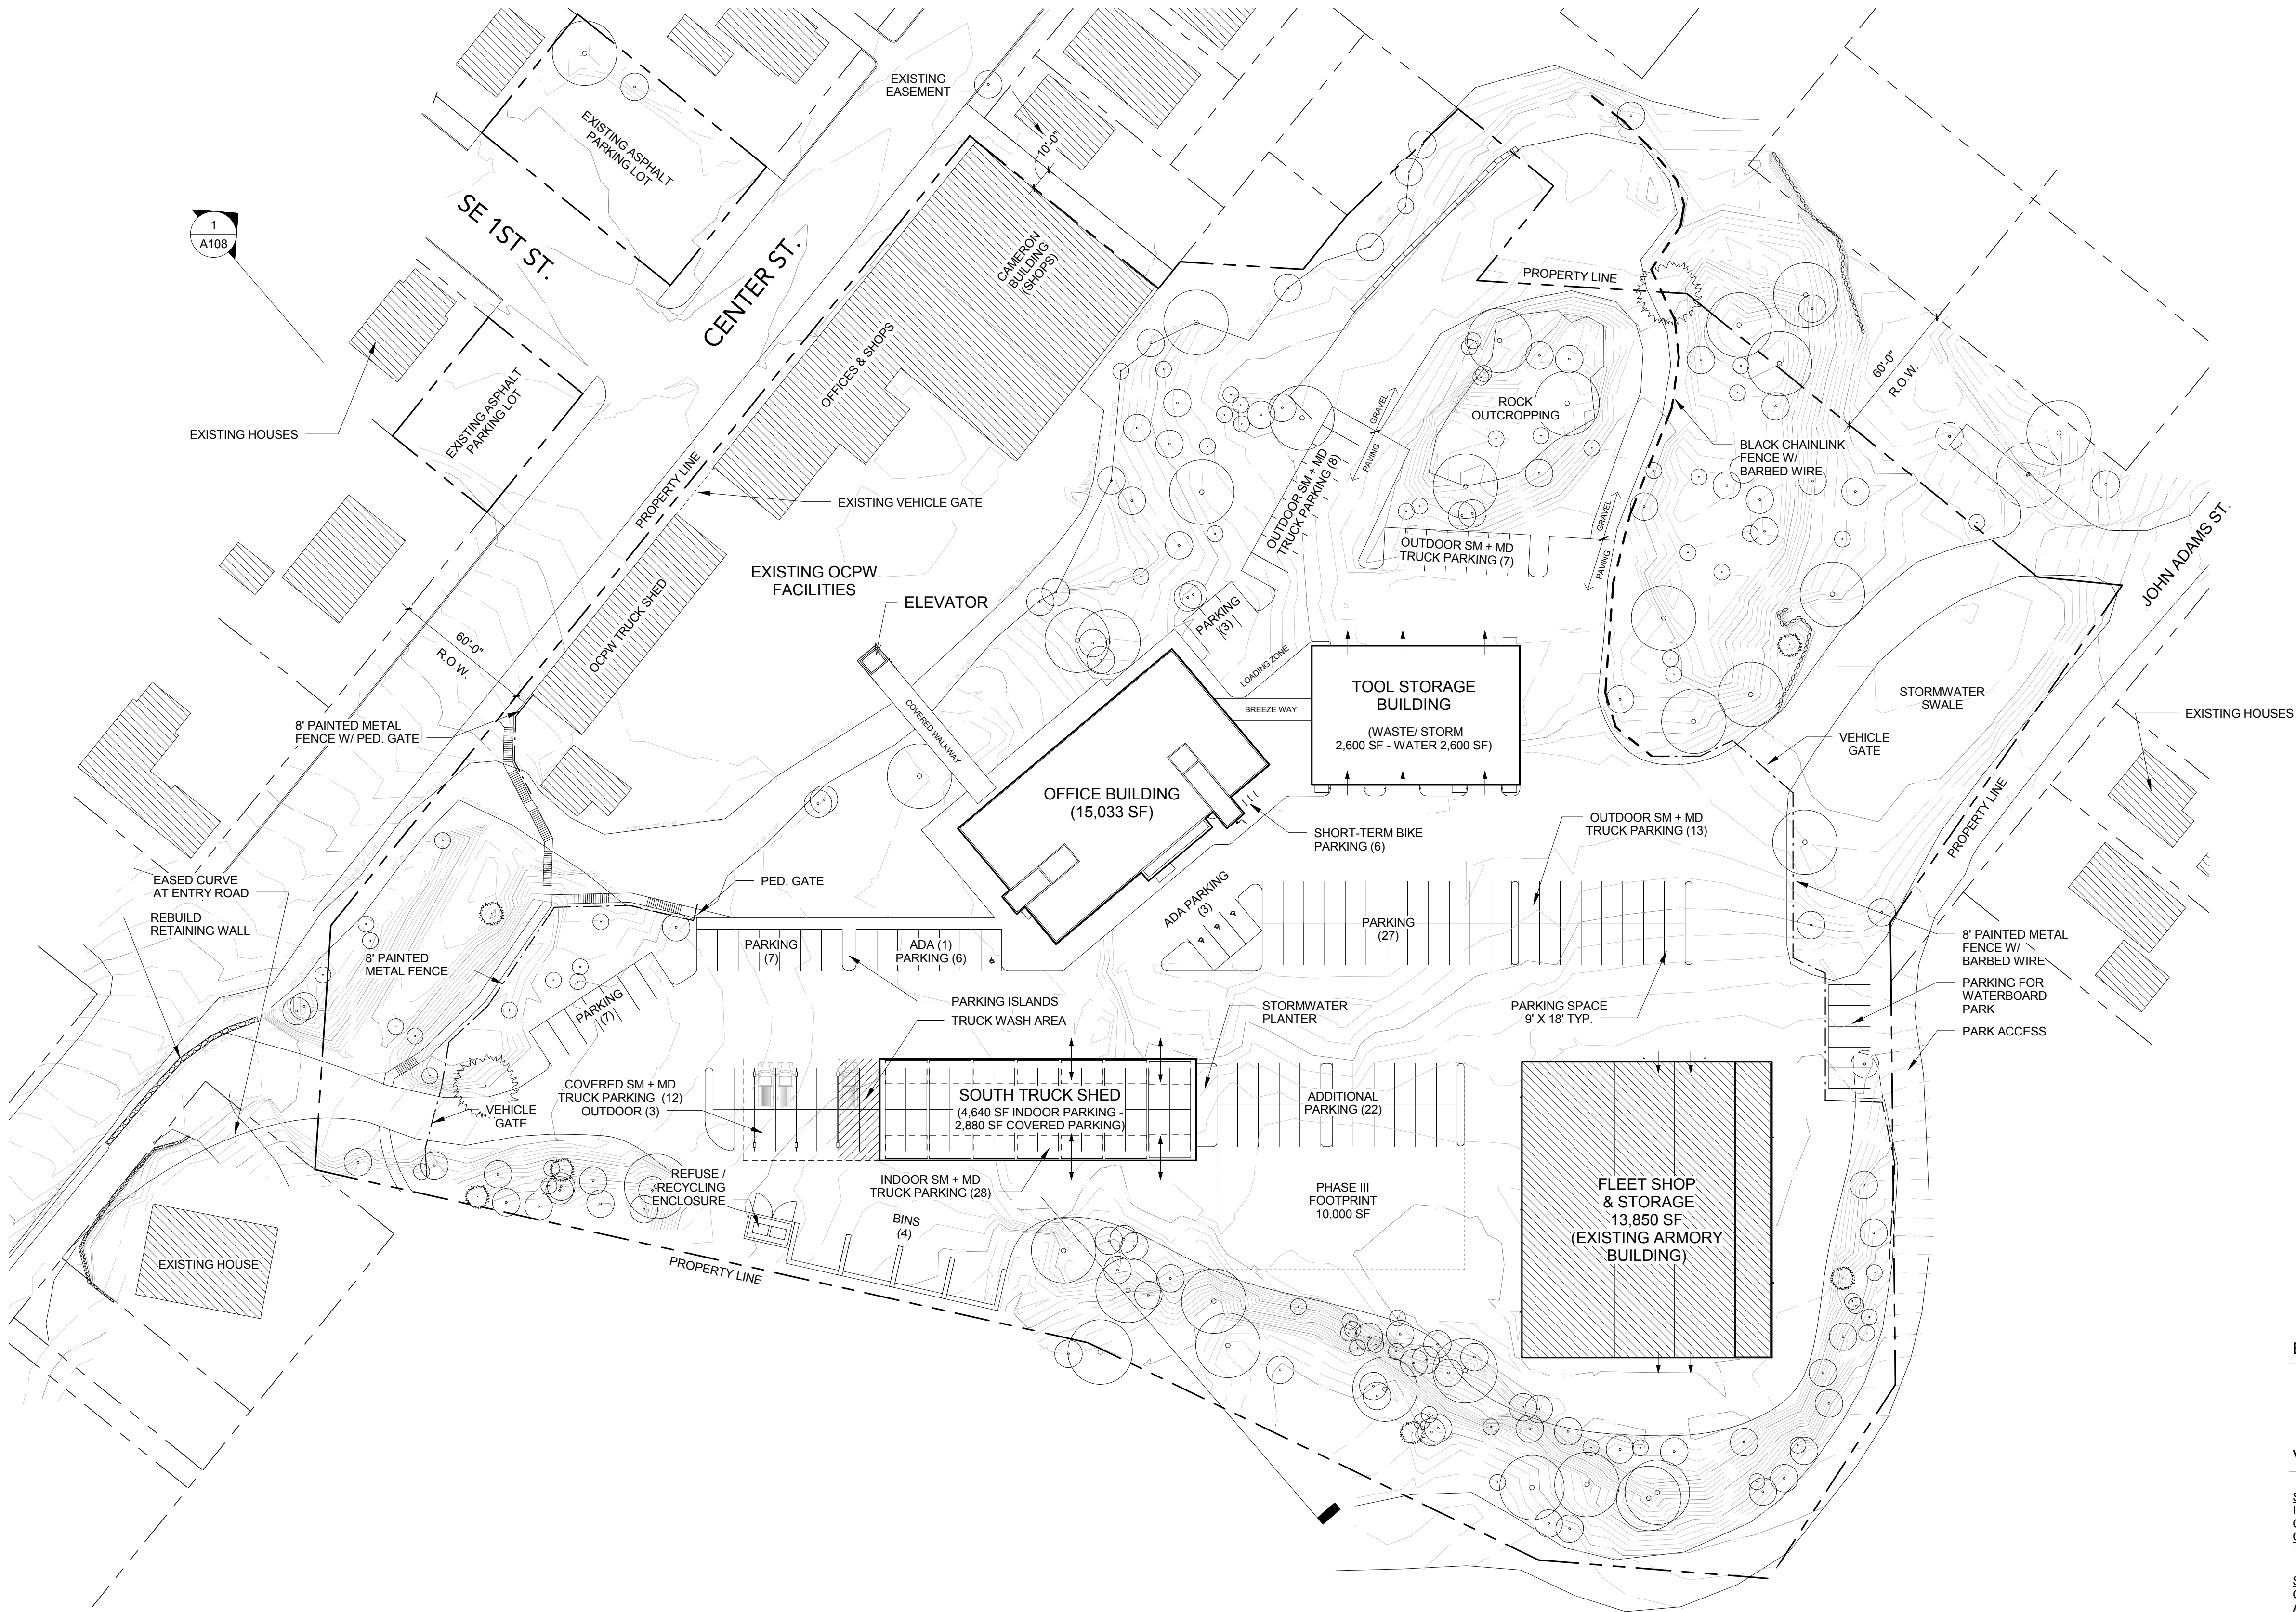 EXISTING
EASEMENT
10'-0"
EXISTING ASPHALT
PARKING LOT
SE 1ST ST.
CENTER ST.
1
A108
CAMERON
BUILDING
(SHOPS)
OFFICES & SHOPS
EXISTING ASPHALT
PARKING LOT
EXISTING HOUSES
PROPERTY LINE
EXISTING VEHICLE GATE
PROPERTY LINE
60'-0"
R.O.W.
GRAVEL
PAVING
ROCK
OUTCROPPING
BLACK CHAINLINK
FENCE W/
BARBED WIRE
OUTDOOR SM + MD
TRUCK PARKING (8)
OUTDOOR SM + MD
TRUCK PARKING (7)
GRAVEL
PAVING
JOHN ADAMS ST.
EXISTING OCPW
FACILITIES
ELEVATOR
OCPW TRUCK SHED
60'-0"
R.O.W.
8' PAINTED METAL
FENCE W/ PED. GATE
COVERED WALKWAY
PARKING
(3)
LOADING ZONE
BREEZE WAY
TOOL STORAGE
BUILDING
(WASTE/ STORM
2,600 SF - WATER 2,600 SF)
STORMWATER
SWALE
EXISTING HOUSES
VEHICLE
GATE
PROPERTY LINE
OFFICE BUILDING
(15,033 SF)
SHORT-TERM BIKE
PARKING (6)
OUTDOOR SM + MD
TRUCK PARKING (13)
EASED CURVE
AT ENTRY ROAD
REBUILD
RETAINING WALL
PED. GATE
ADA PARKING
(3)
PARKING
(27)
8' PAINTED
METAL FENCE
PARKING
(7)
ADA (1)
PARKING (6)
PARKING
(7)
8' PAINTED METAL
FENCE W/
BARBED WIRE
PARKING FOR
WATERBOARD
PARK
PARK ACCESS
PARKING ISLANDS
TRUCK WASH AREA
STORMWATER
PLANTER
PARKING SPACE
9' X 18' TYP.
COVERED SM + MD
TRUCK PARKING (12)
OUTDOOR (3)
VEHICLE
GATE
SOUTH TRUCK SHED
(4,640 SF INDOOR PARKING -
2,880 SF COVERED PARKING)
ADDITIONAL
PARKING (22)
REFUSE /
RECYCLING
ENCLOSURE
INDOOR SM + MD
TRUCK PARKING (28)
BINS
(4)
PHASE III
FOOTPRINT
10,000 SF
FLEET SHOP
& STORAGE
13,850 SF
(EXISTING ARMORY
BUILDING)
EXISTING HOUSE
PROPERTY LINE